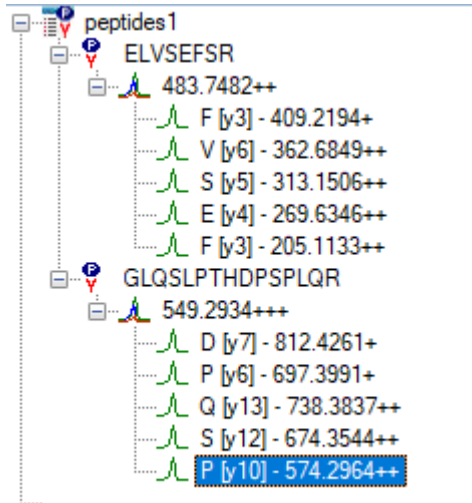 peptides1
ELVSEFSR
483.7482++
F [y3] - 409.2194+
V [y6] - 362.6849++
S [y5] - 313.1506++
E [y4] - 269.6346++
F [y3] - 205.1133++
GLQSLPTHDPSPLQR
549.2934+++
D [y7] - 812.4261+
P [y6] - 697.3991+
Q [y13] - 738.3837++
S [y12] - 674.3544++
P [y10] - 574.2964++